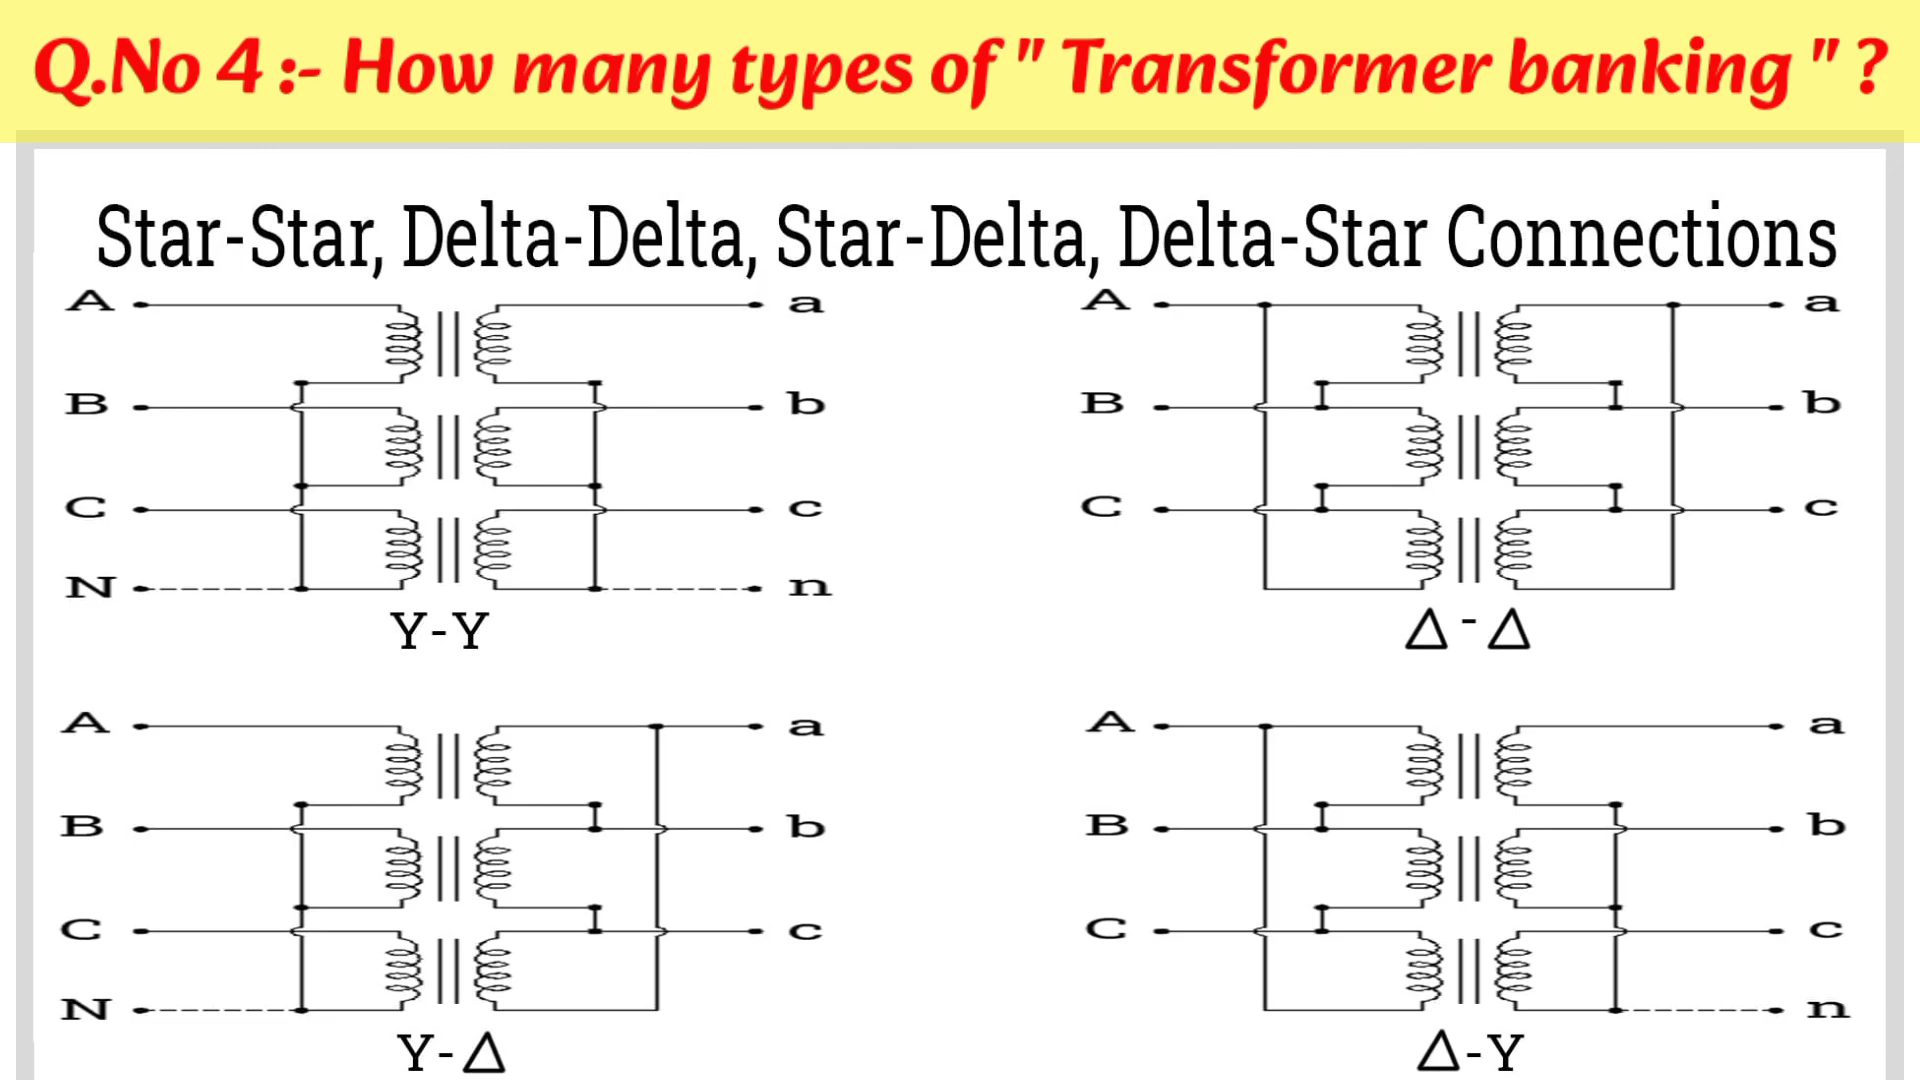 Q.No 4 :- How many types of " Transformer banking " ?
Star-Star, Delta-Delta, Star-Delta, Delta-Star Connections
A a
B b
C c
N n
Y-Y
A a
B b
C c
Δ-Δ
A a
B b
C c
N
Y-Δ
A a
B b
C c
n
Δ-Y